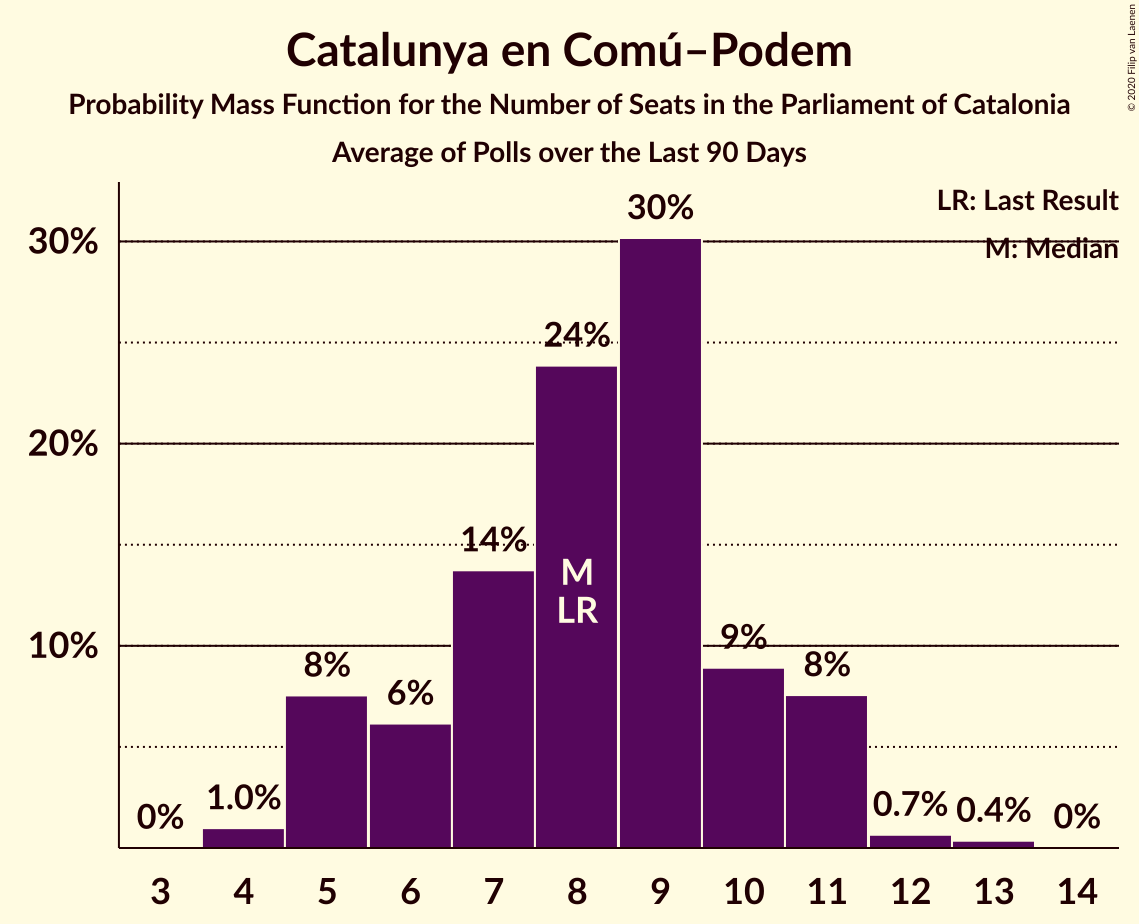 Catalunya en Comú–Podem
Probability Mass Function for the Number of Seats in the Parliament of Catalonia
Average of Polls over the Last 90 Days
© 2020 Filip van Laenen
LR: Last Result
M: Median
30%
20%
10%
0%
1.0%
8%
6%
14%
24%
30%
9%
8%
0.7%
0.4%
0%
M
LR
3 4 5 6 7 8 9 10 11 12 13 14